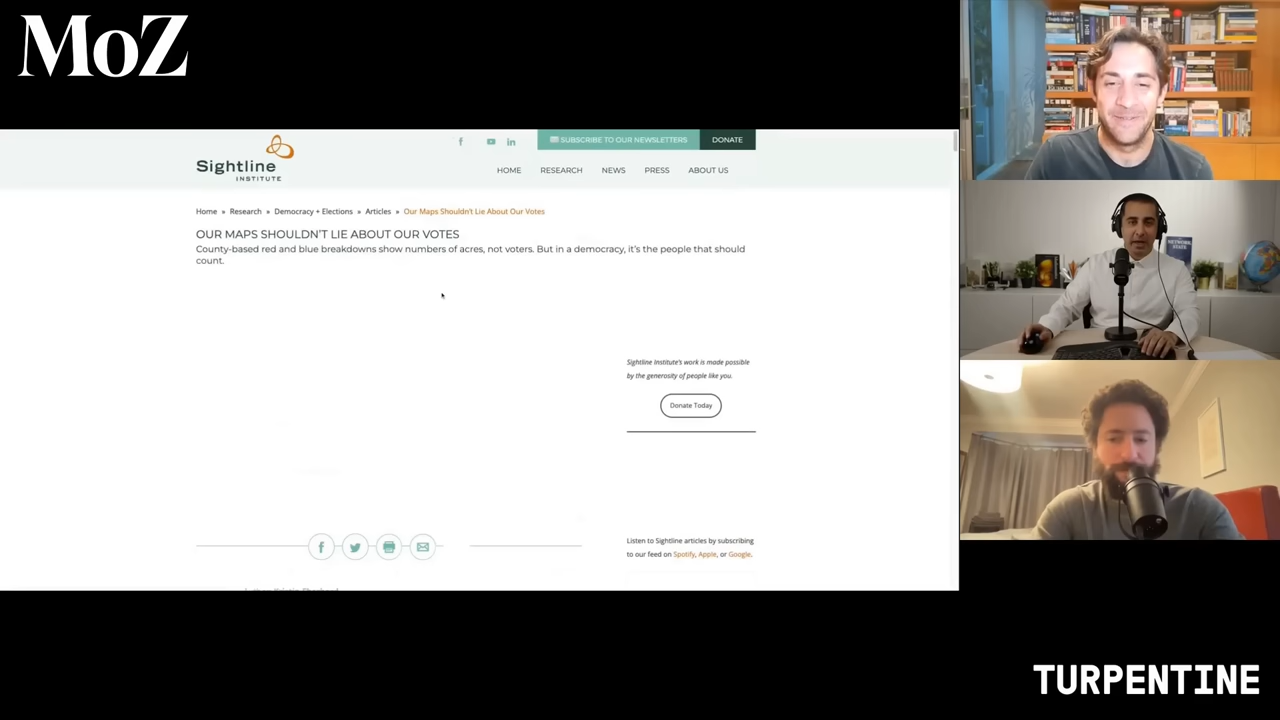 MoZ
Sightline
INSTITUTE
SUBSCRIBE TO OUR NEWSLETTERS
DONATE
HOME
RESEARCH
NEWS
PRESS
ABOUT US
Home » Research » Democracy + Elections » Articles » Our Maps Shouldn't Lie About Our Votes
OUR MAPS SHOULDN'T LIE ABOUT OUR VOTES
County-based red and blue breakdowns show numbers of acres, not voters. But in a democracy, it's the people that should
count.
Sightline Institute's work is made possible
by the generosity of people like you.
Donate Today
Listen to Sightline articles by subscribing
to our feed on Spotify, Apple, or Google.
NETWORK
STATE
TURPENTINE